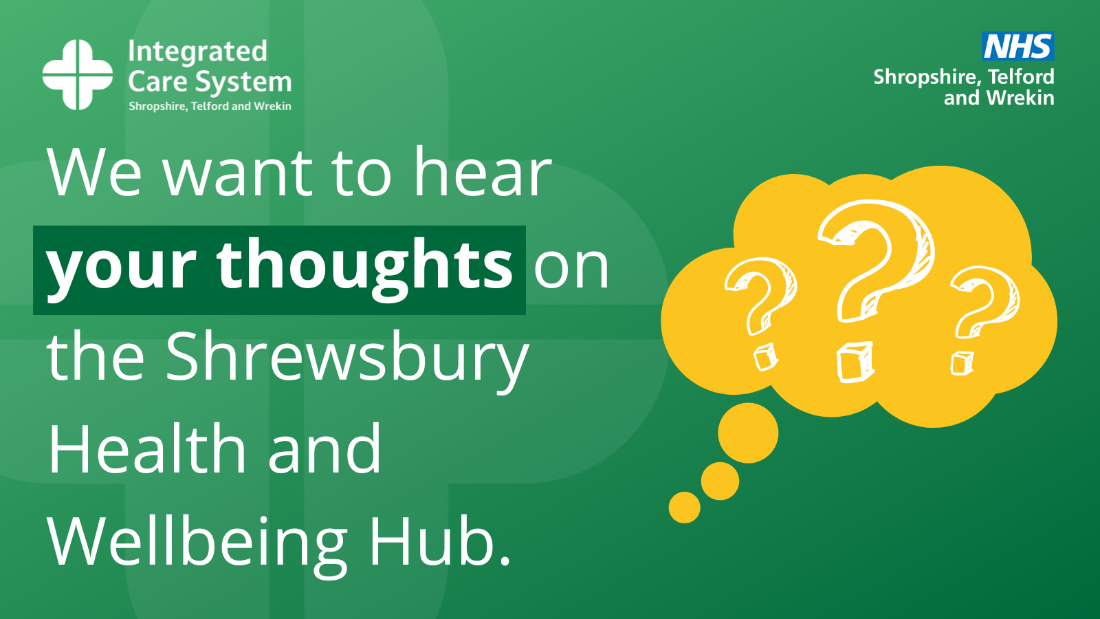 Integrated
Care System
Shropshire, Telford and Wrekin
NHS
Shropshire, Telford
and Wrekin
We want to hear
your thoughts on
the Shrewsbury
Health and
Wellbeing Hub.
? ? ?